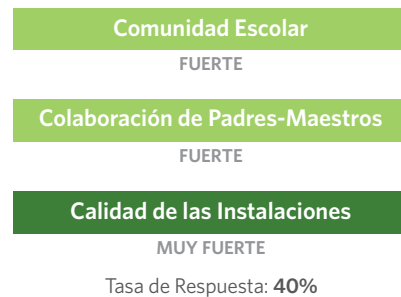 Comunidad Escolar
FUERTE
Colaboración de Padres-Maestros
FUERTE
Calidad de las Instalaciones
MUY FUERTE
Tasa de Respuesta: 40%